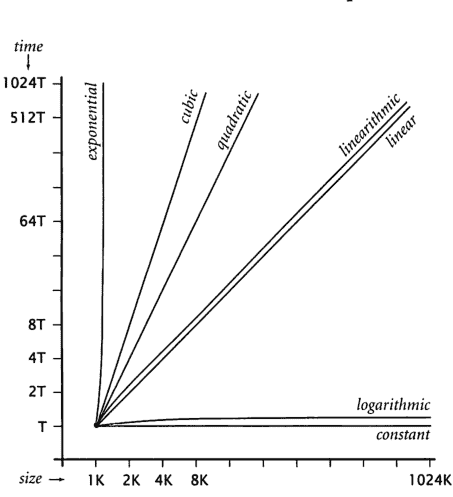 time
1024T
512T
64T
8T
4T
2T
T
exponential
cubic
quadratic
linearithmic
linear
logarithmic
constant
size
1K 2K 4K 8K 1024K